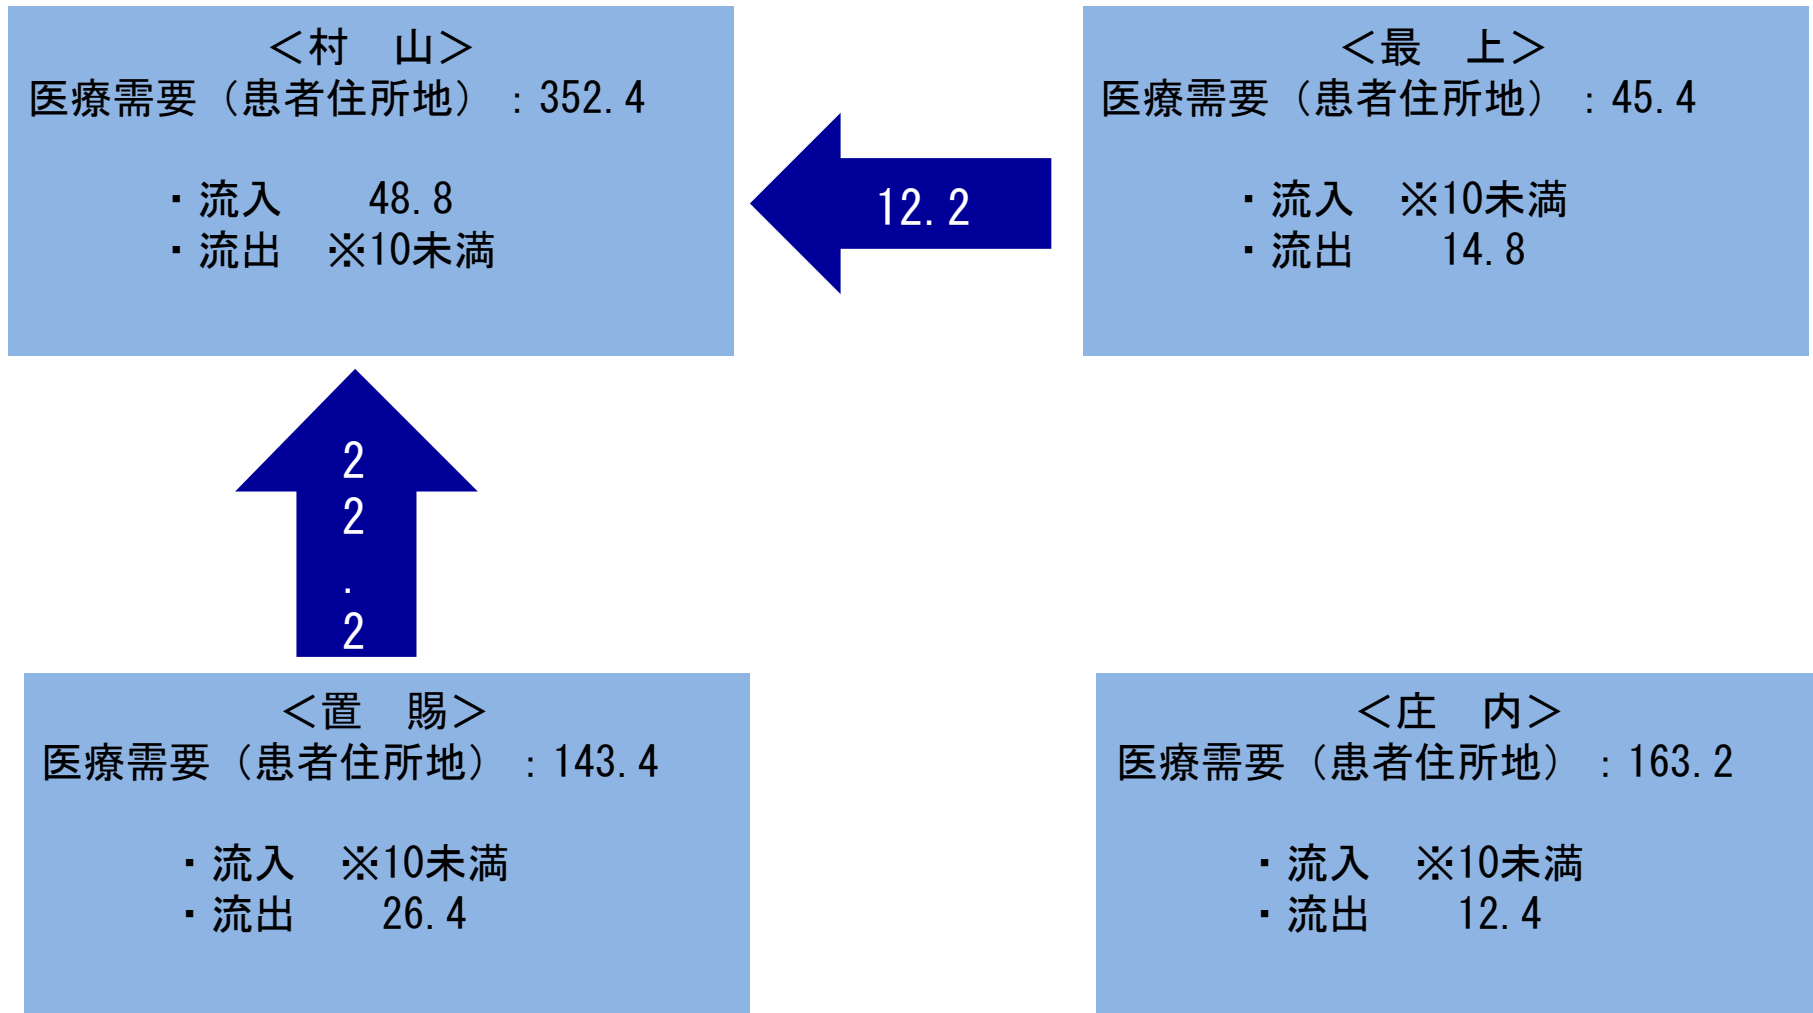 ＜村　山＞
医療需要（患者住所地）：352.4
・流入　　48.8
・流出　※10未満
12.2
＜最　上＞
医療需要（患者住所地）：45.4
・流入　※10未満
・流出　　14.8
22.2
＜置　賜＞
医療需要（患者住所地）：143.4
・流入　※10未満
・流出　　26.4
＜庄　内＞
医療需要（患者住所地）：163.2
・流入　※10未満
・流出　　12.4